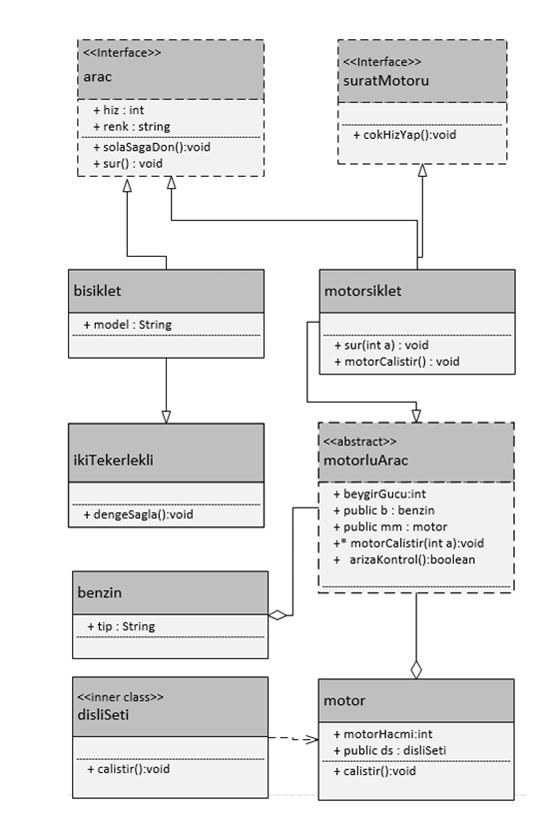 <<Interface>>
arac
+ hiz : int
+ renk : string
+ solaSagaDon():void
+ sur() : void
<<Interface>>
suratMotoru
+ cokHizYap():void
bisiklet
+ model : String
motorsiklet
+ sur(int a) : void
+ motorCalistir() : void
ikiTekerlekli
+ dengeSagla():void
<<abstract>>
motorluArac
+ beygirGucu:int
+ public b : benzin
+ public mm : motor
+* motorCalistir(int a):void
+ arizaKontrol():boolean
benzin
+ tip : String
<<inner class>>
disliSeti
+ calistir():void
motor
+ motorHacmi:int
+ public ds : disliSeti
+ calistir():void